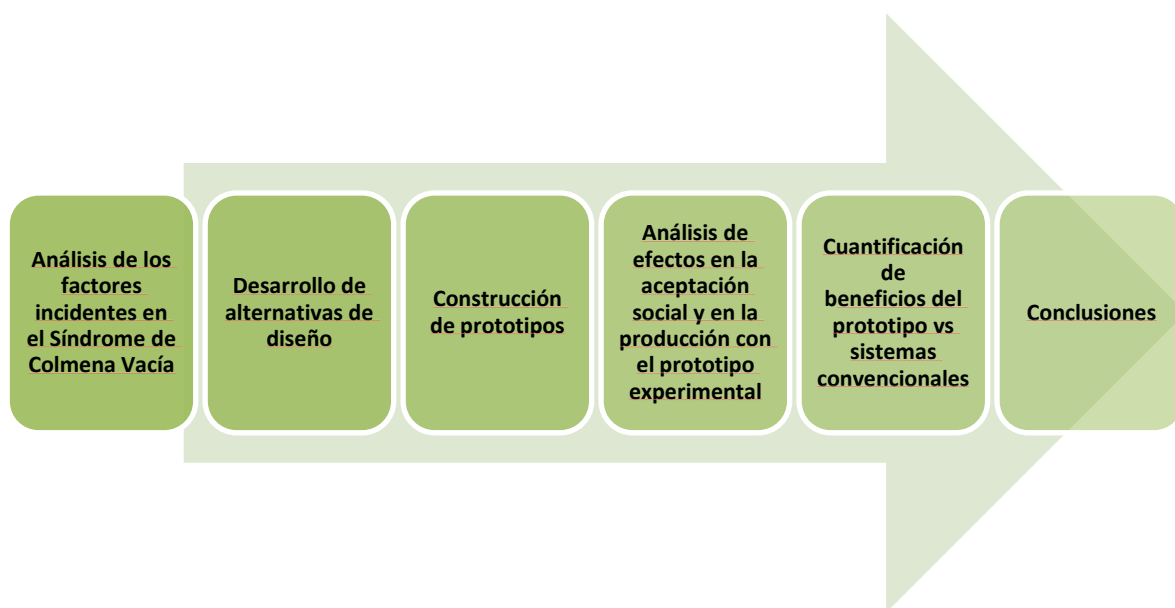 Análisis de los
factores
incidentes en
el Síndrome de
Colmena Vacía
Desarrollo de
alternativas de
diseño
Construcción
de prototipos
Análisis de
efectos en la
aceptación
social y en la
producción con
el prototipo
experimental
Cuantificación
de
beneficios del
prototipo vs
sistemas
convencionales
Conclusiones